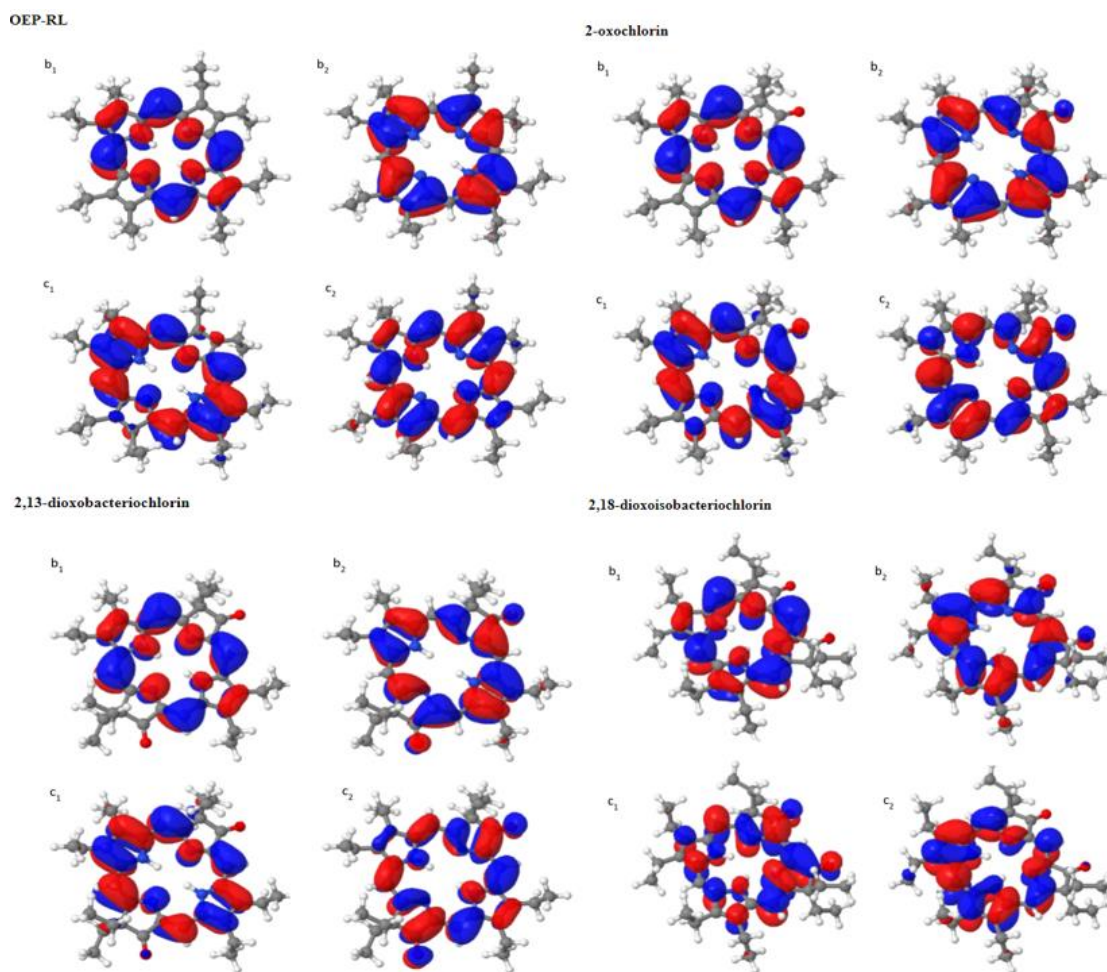 OEP-RL
2-oxochlorin
b1
b2
b1
b2
c1
c2
c1
c2
2,13-dioxobacteriochlorin
2,18-dioxoisobacteriochlorin
b1
b2
b1
b2
c1
c2
c1
c2